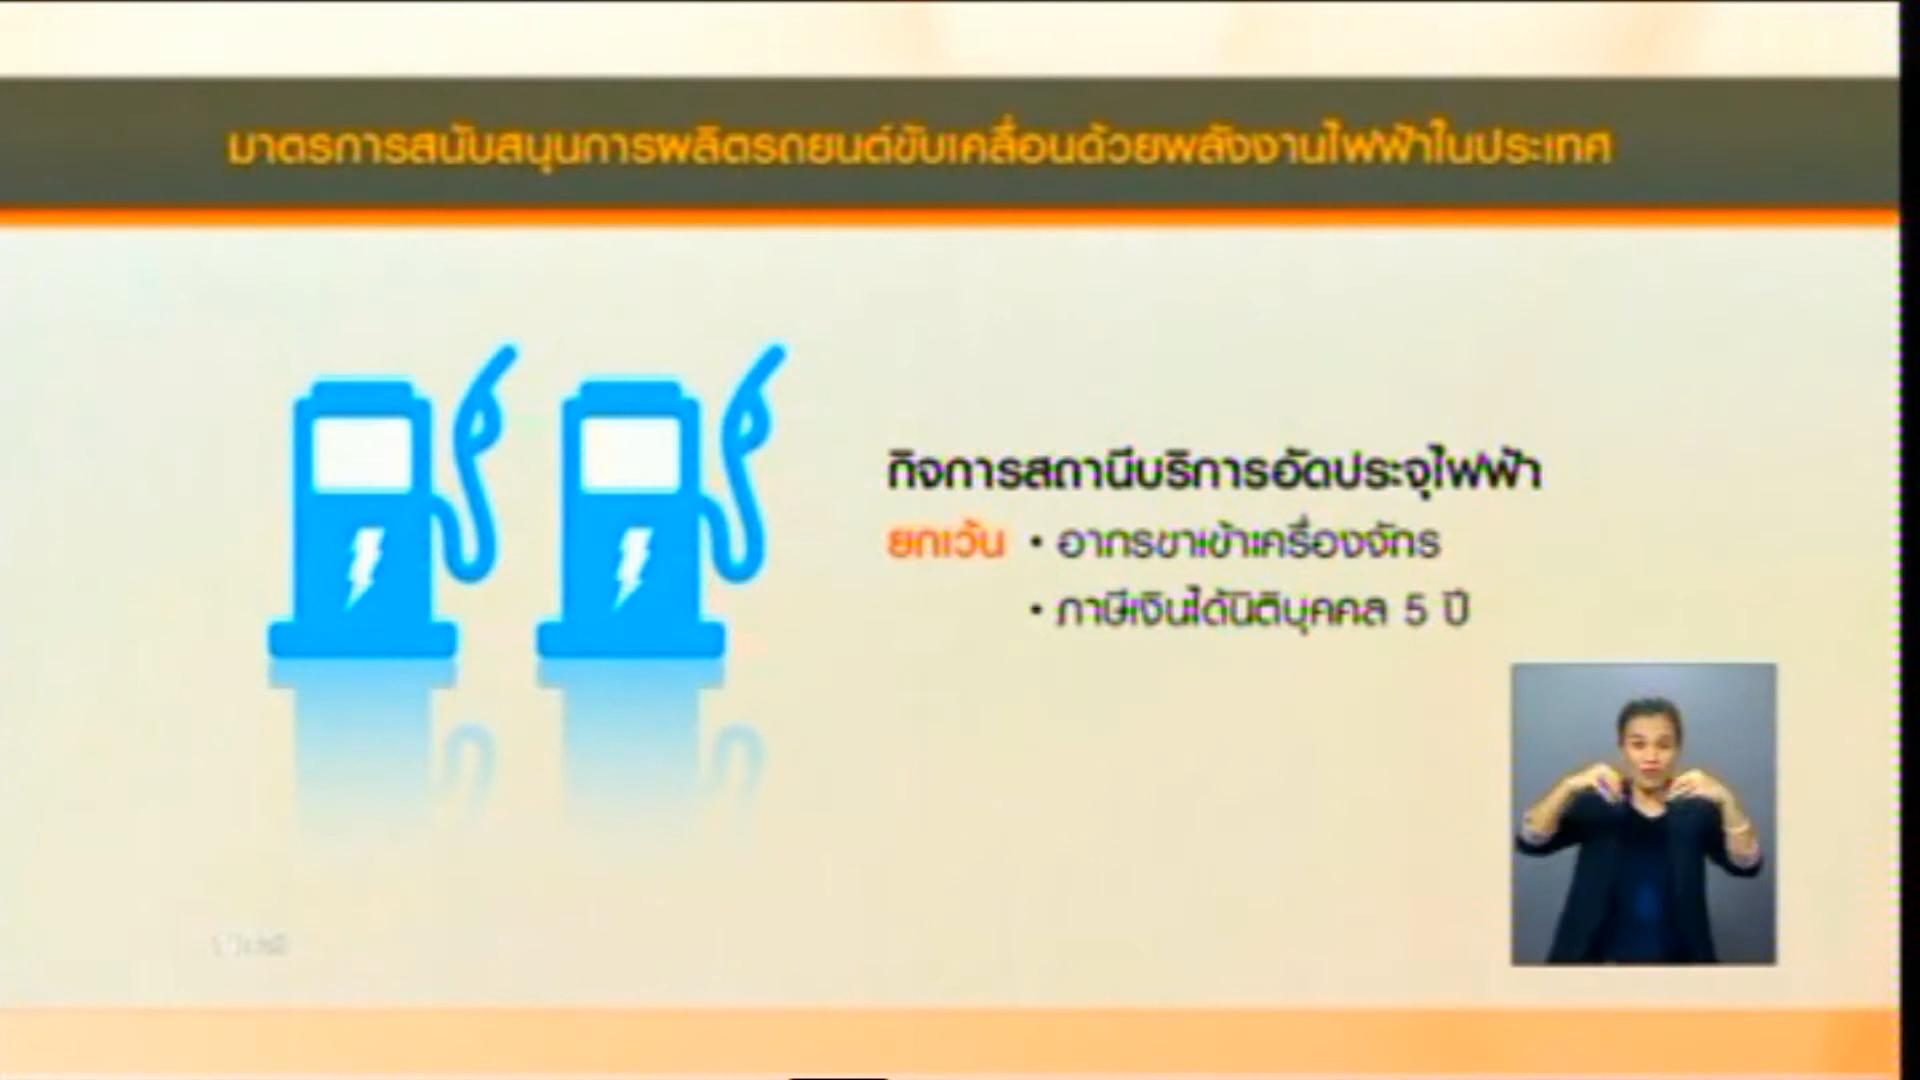 มาตรการสนับสนุนการผลิตรถยนต์ขับเคลื่อนด้วยพลังงานไฟฟ้าในประเทศ
กิจการสถานีบริการอัดประจุไฟฟ้า
ยกเว้น • อากรขาเข้าเครื่องจักร
• ภาษีเงินได้นิติบุคคล 5 ปี